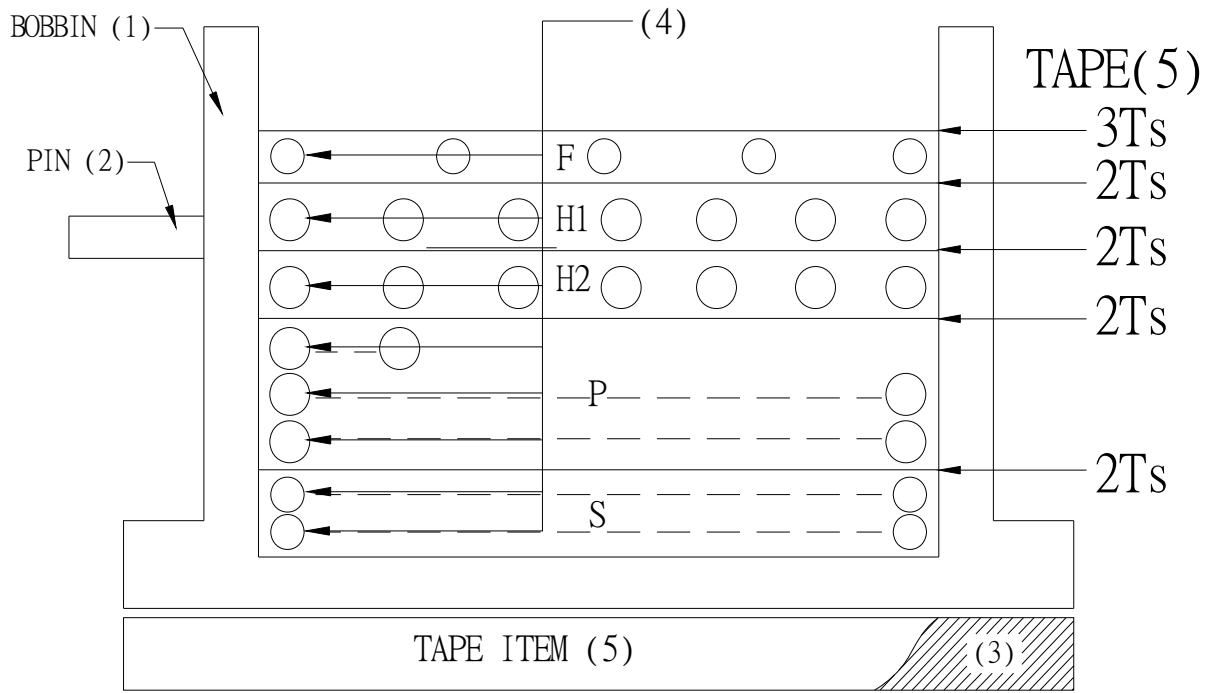 BOBBIN (1)
(4)
TAPE(5)
3Ts
F
PIN (2)
2Ts
H1
2Ts
H2
2Ts
P
2Ts
S
TAPE ITEM (5)
(3)